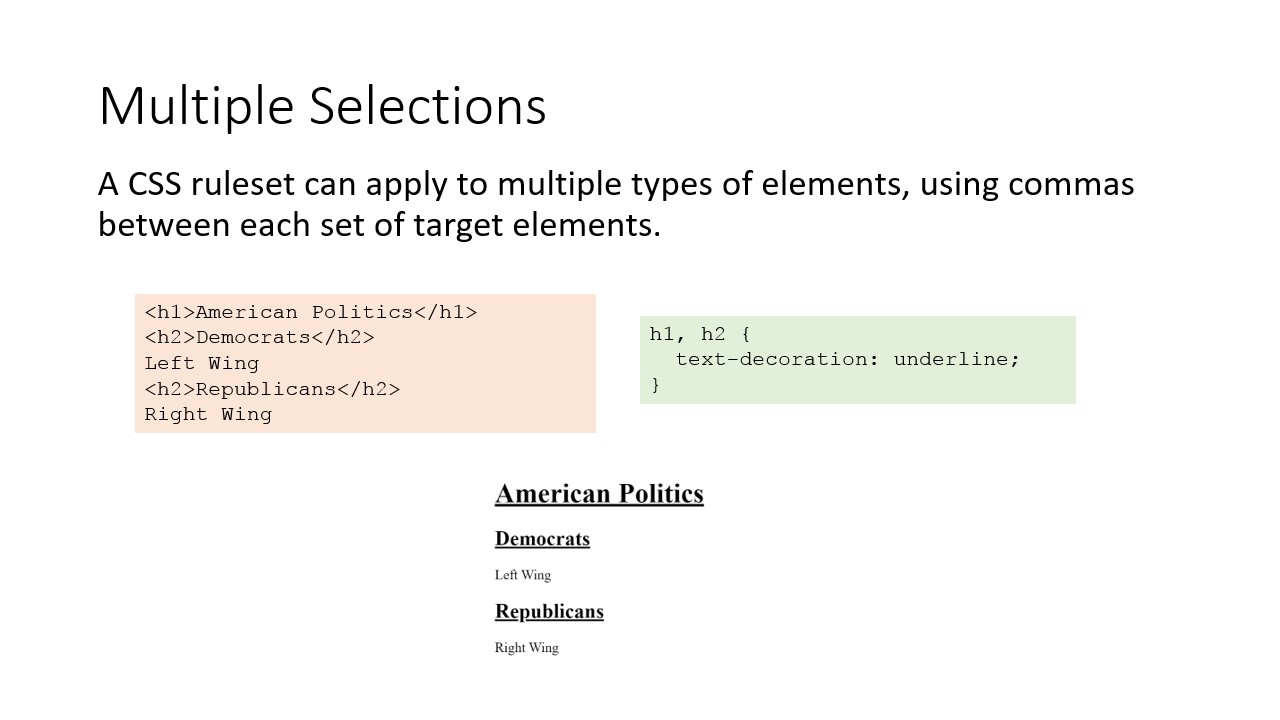 Multiple Selections
A CSS ruleset can apply to multiple types of elements, using commas
between each set of target elements.
<h1>American Politics</h1>
<h2>Democrats</h2>
Left Wing
<h2>Republicans</h2>
Right Wing
h1, h2 {
  text-decoration: underline;
}
American Politics
Democrats
Left Wing
Republicans
Right Wing